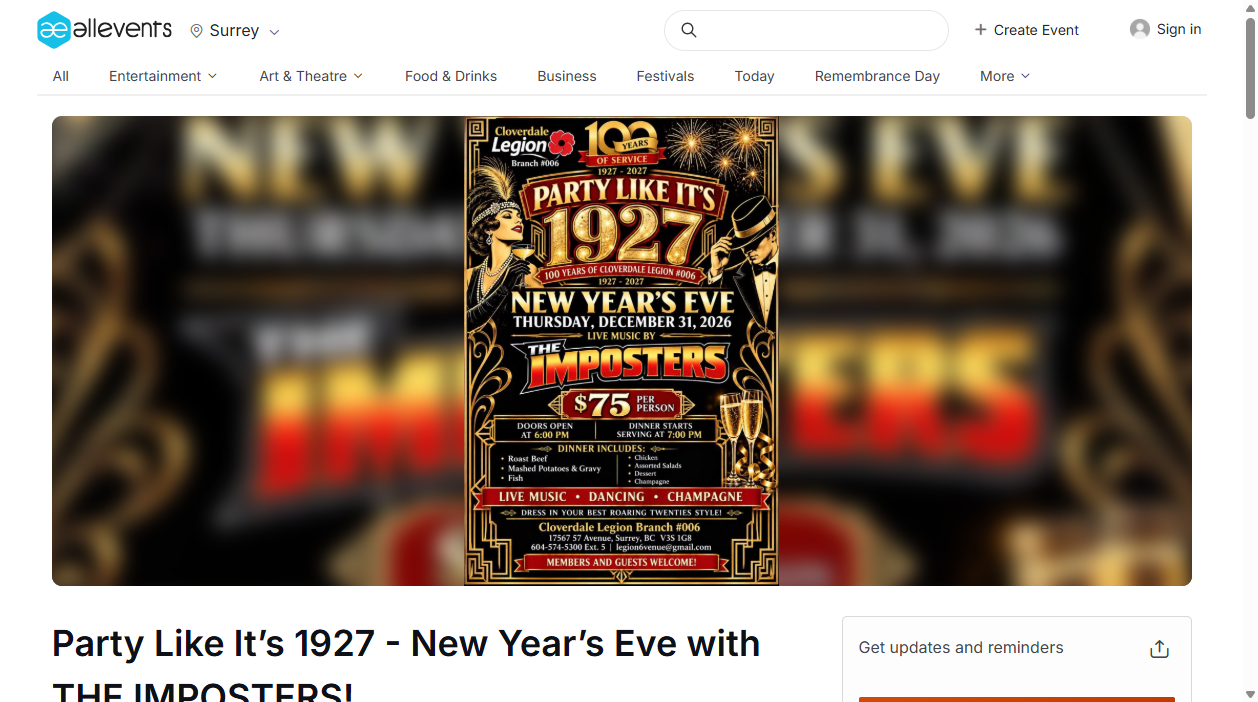 æ allevents
Surrey
Create Event
Sign in
All
Entertainment
Art & Theatre
Food & Drinks
Business
Festivals
Today
Remembrance Day
More
Cloverdale
Legion
Branch #006
100
YEARS
OF SERVICE
1927 - 2027
PARTY LIKE IT'S
1927
100 YEARS OF CLOVERDALE LEGION #006
1927 - 2027
NEW YEAR'S EVE
THURSDAY, DECEMBER 31, 2026
LIVE MUSIC BY
THE
IMPOSTERS
$75 PER PERSON
DOORS OPEN
AT 6:00 PM
DINNER STARTS
SERVING AT 7:00 PM
DINNER INCLUDES:
• Roast Beef
• Mashed Potatoes & Gravy
• Fish
• Chicken
• Assorted Salads
• Dessert
• Champagne
LIVE MUSIC • DANCING • CHAMPAGNE
DRESS IN YOUR BEST ROARING TWENTIES STYLE!
Cloverdale Legion Branch #006
17567 57 Avenue, Surrey, BC V3S 1G8
604-574-5300 Ext. 5 | legion6venue@gmail.com
MEMBERS AND GUESTS WELCOME!
Party Like It’s 1927 - New Year’s Eve with
THE IMPOSTERS!
Get updates and reminders